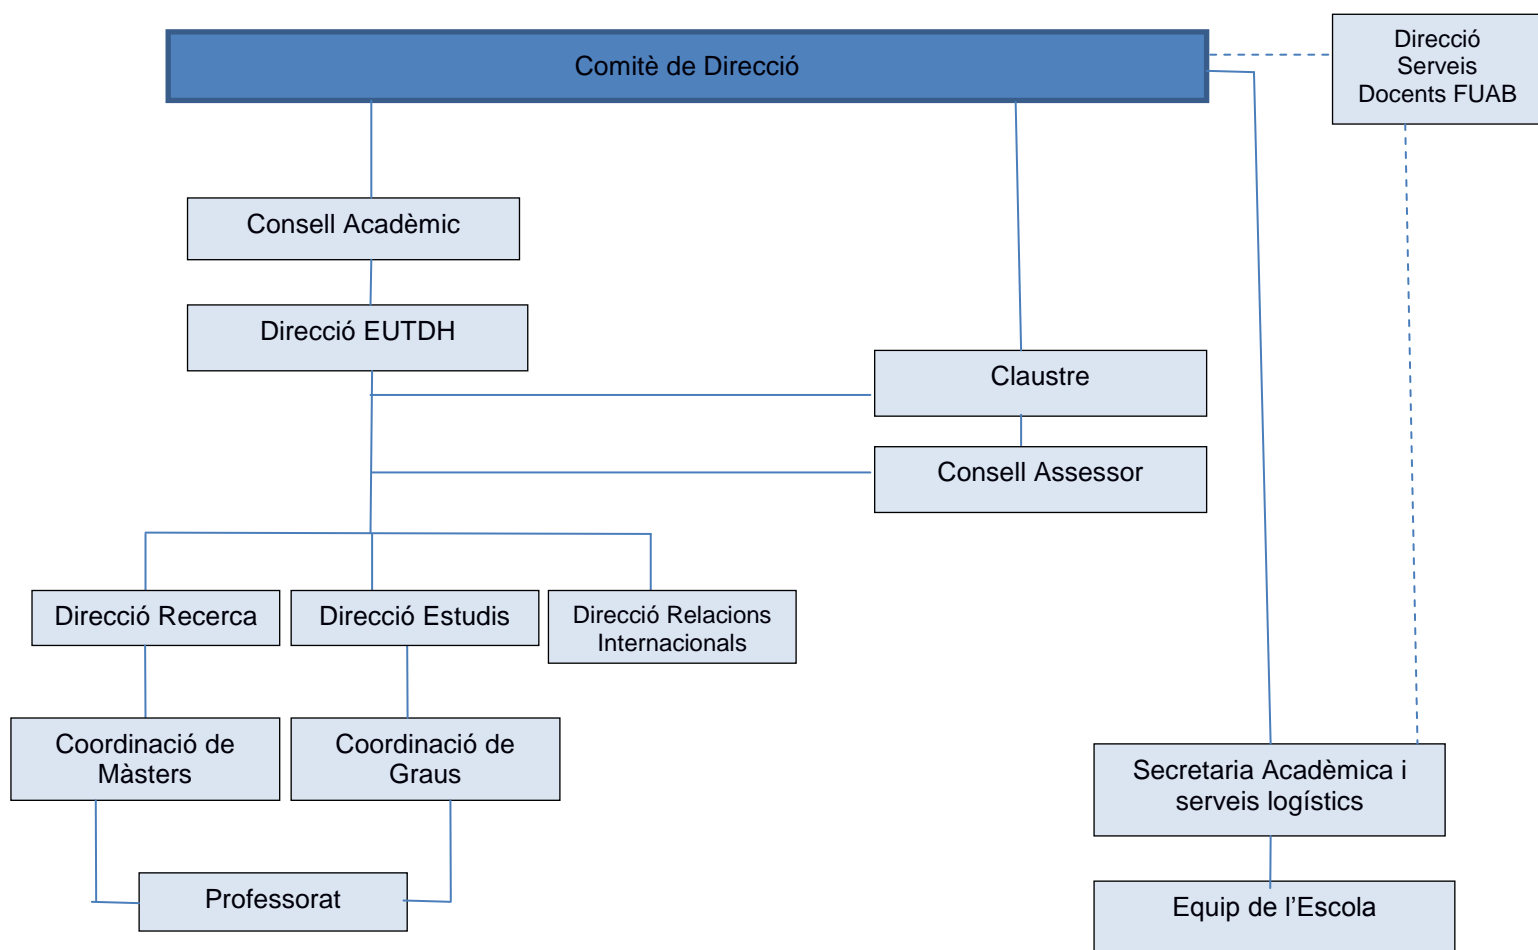 Comitè de Direcció
Direcció
Serveis
Docents FUAB
Consell Acadèmic
Direcció EUTDH
Claustre
Consell Assessor
Direcció Recerca
Direcció Estudis
Direcció Relacions
Internacionals
Coordinació de
Màsters
Coordinació de
Graus
Secretaria Acadèmica i
serveis logístics
Professorat
Equip de l’Escola